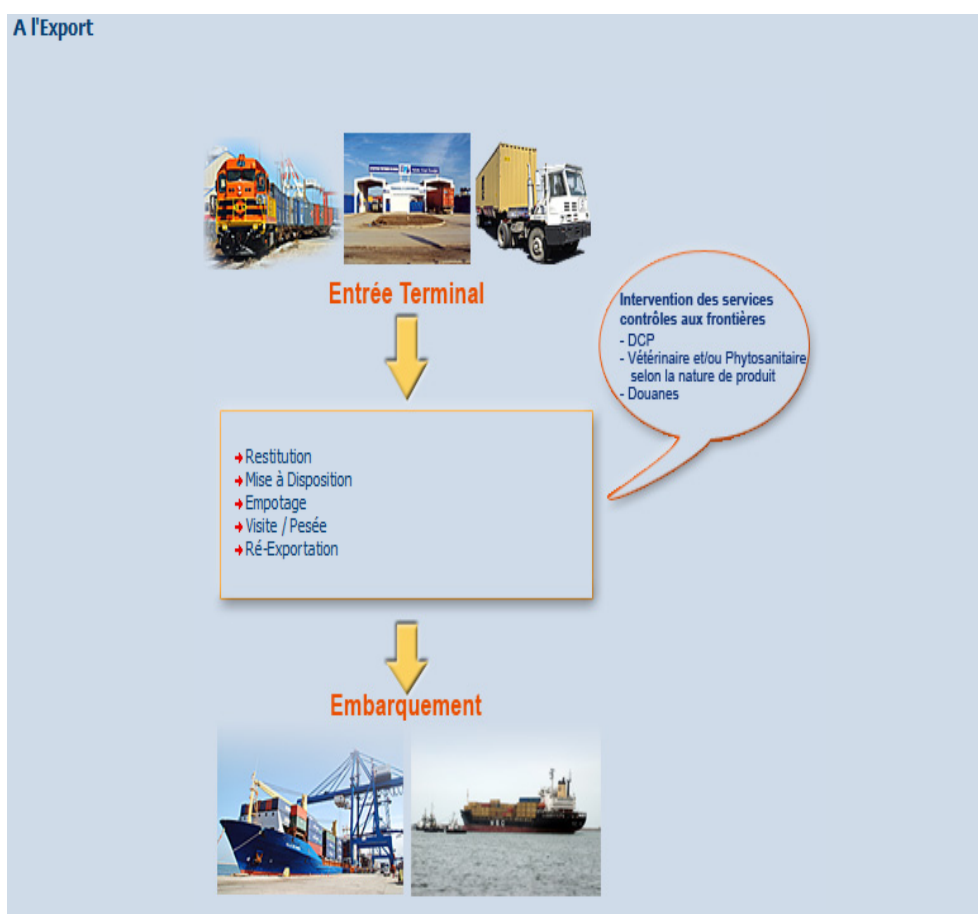 A l'Export
Entrée Terminal
Intervention des services
contrôles aux frontières
- DCP
- Vétérinaire et/ou Phytosanitaire
selon la nature de produit
- Douanes
Restitution
Mise à Disposition
Empotage
Visite / Pesée
Ré-Exportation
Embarquement